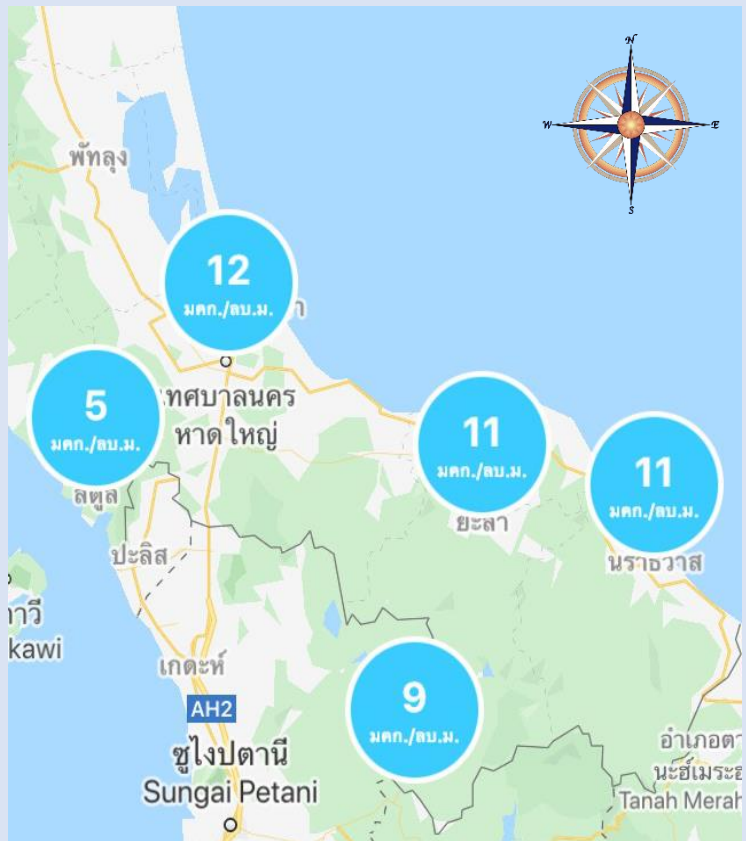 N
W
E
S
พัทลุง
12
มคก./ลบ.ม.
5
มคก./ลบ.ม.
เทศบาลนคร
หาดใหญ่
11
มคก./ลบ.ม.
11
มคก./ลบ.ม.
สตูล
ยะลา
ปะลิส
นราธิวาส
kawi
เกดะห์
9
มคก./ลบ.ม.
AH2
ซูไงปตานี
Sungai Petani
อำเภอตา
นะฮ์เมระฮ
Tanah Merah